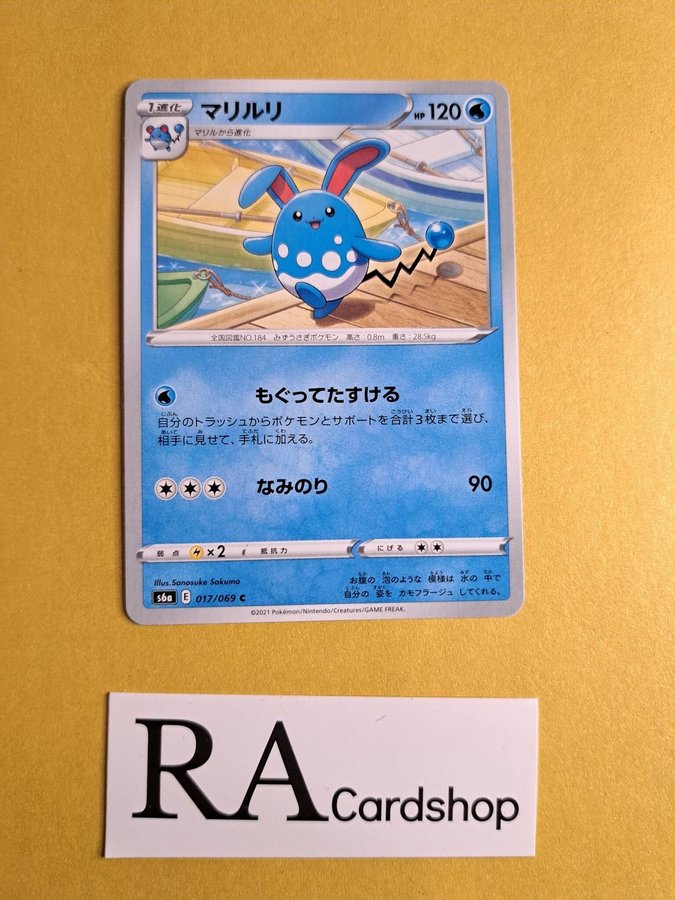 1進化 マリルリ HP 120
マリルから進化
全国図鑑NO.184 みずうさぎポケモン 高さ:0.8m 重さ:28.5kg
もぐってたすける
自分のトラッシュからポケモンとサポートを合計3枚まで選び、
相手に見せて、手札に加える。
なみのり 90
弱点 ×2 抵抗力 にげる
Illus.Sanosuke Sakuma
お腹の 泡のような 模様は 水の 中で
自分の 姿を カモフラージュ してくれる。
s6a E 017/069 C
©2021 Pokémon/Nintendo/Creatures/GAME FREAK.
RA Cardshop